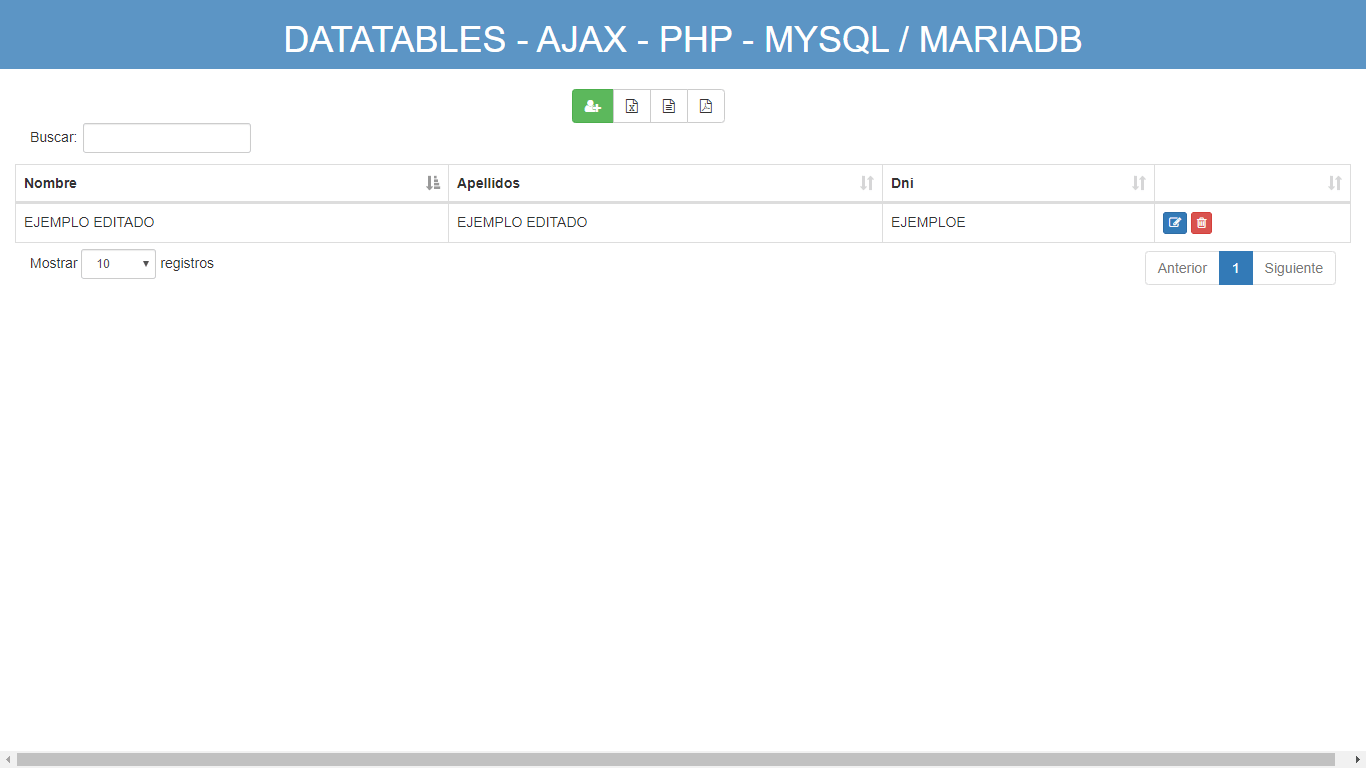 DATATABLES - AJAX - PHP - MYSQL / MARIADB
Buscar:
Nombre Apellidos Dni
EJEMPLO EDITADO EJEMPLO EDITADO EJEMPLOE
Mostrar 10 registros Anterior 1 Siguiente